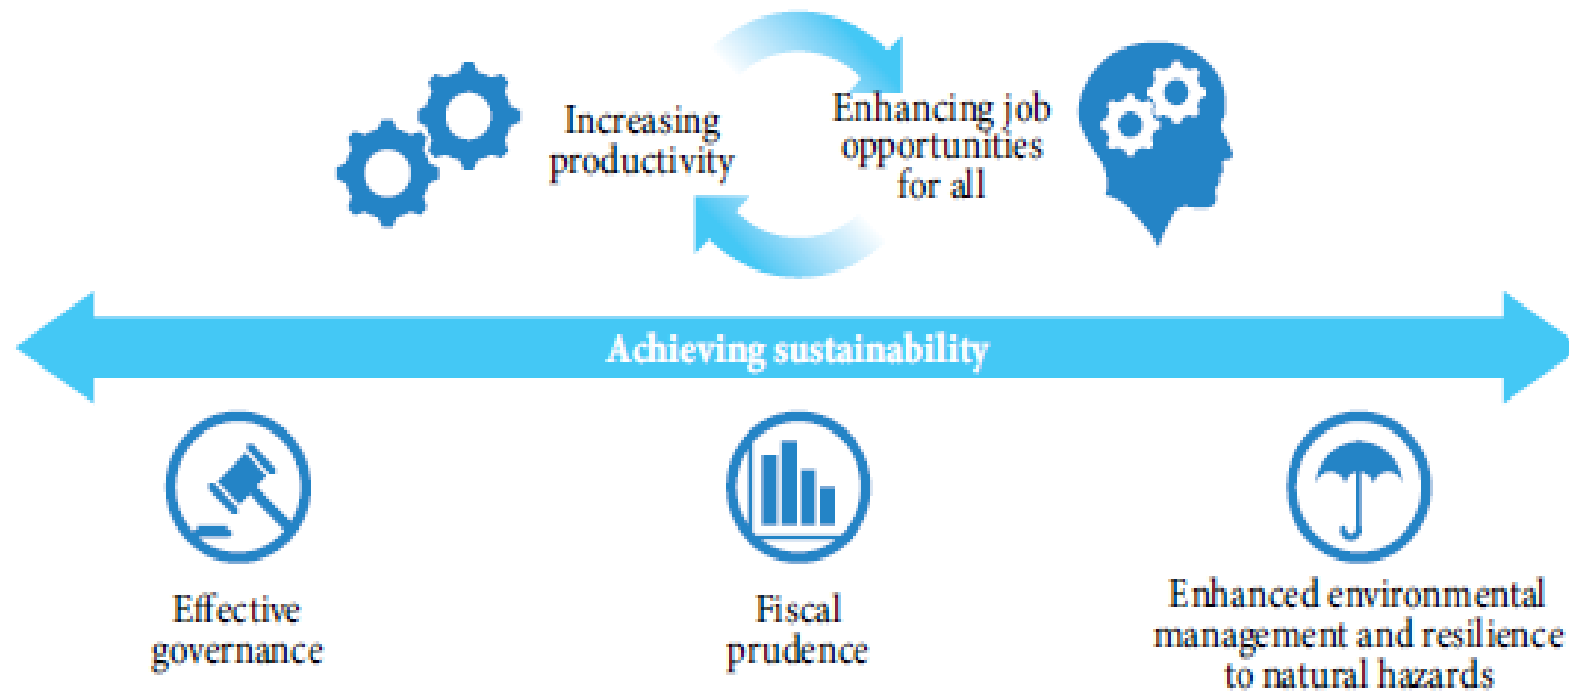 Increasing
productivity
Enhancing job
opportunities
for all
Achieving sustainability
Effective
governance
Fiscal
prudence
Enhanced environmental
management and resilience
to natural hazards